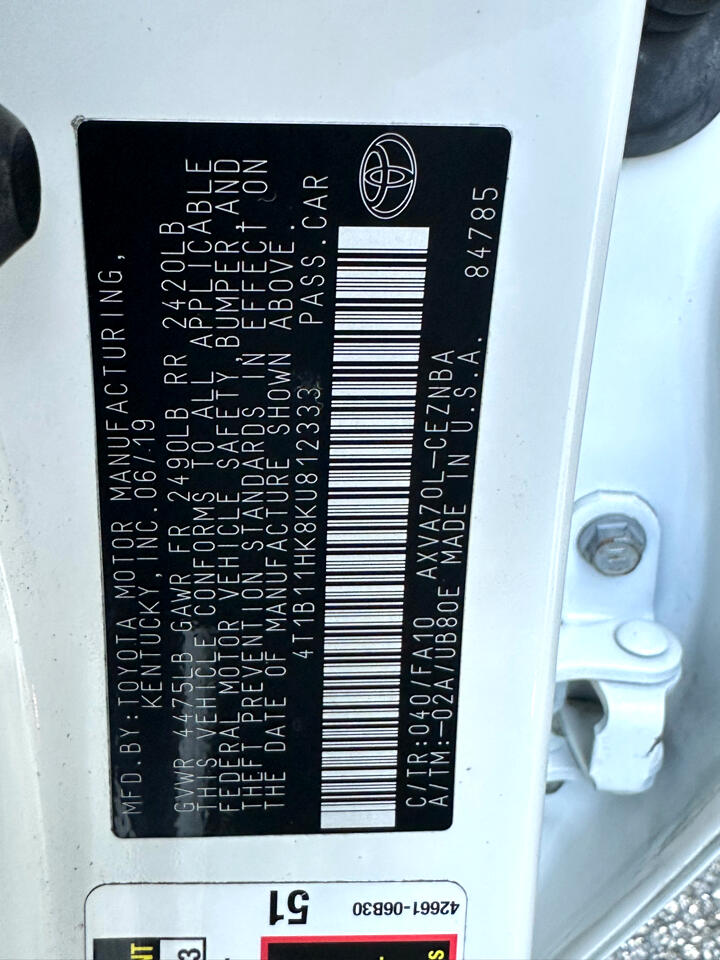 MFD.BY:TOYOTA MOTOR MANUFACTURING,
KENTUCKY, INC.06/19
GVWR 4475LB GAWR FR 2490LB RR 2420LB
THIS VEHICLE CONFORMS TO ALL APPLICABLE
FEDERAL MOTOR VEHICLE SAFETY,BUMPER,AND
THEFT PREVENTION STANDARDS IN EFFECT ON
THE DATE OF MANUFACTURE SHOWN ABOVE.
4T1B11HK8KU812333 PASS.CAR
C/TR:040/FA10 AXVA70L-CEZNBA
A/TM:-02A/UB80E MADE IN U.S.A. 84785
51
42661-06B30
NT
3
s